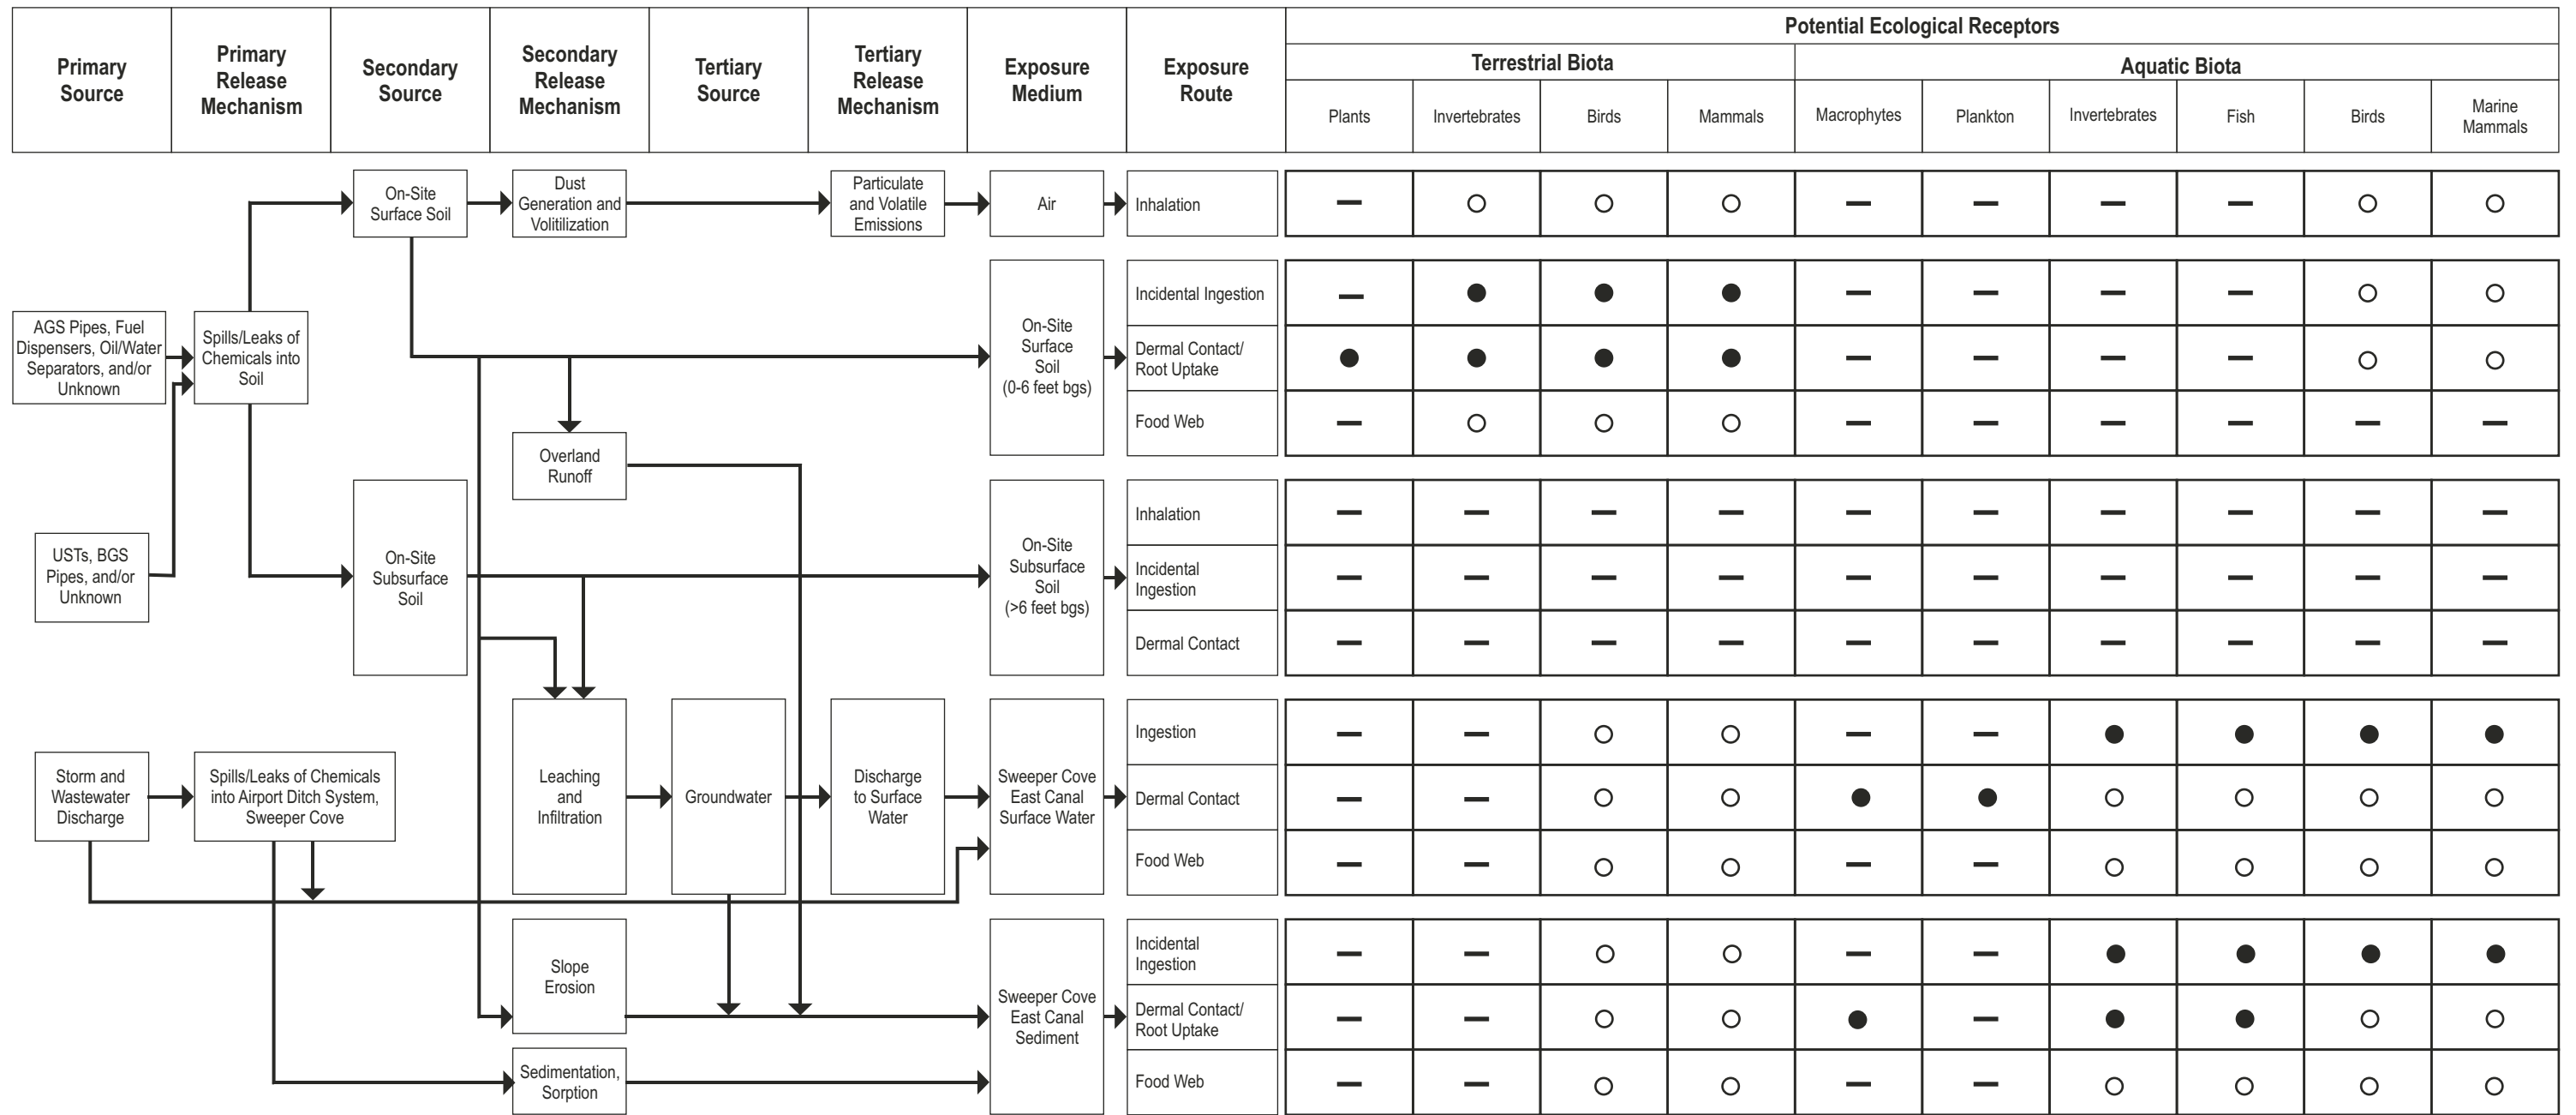 Primary
Source
Primary
Release
Mechanism
Secondary
Source
Secondary
Release
Mechanism
Tertiary
Source
Tertiary
Release
Mechanism
Exposure
Medium
Exposure
Route
Potential Ecological Receptors
Terrestrial Biota
Aquatic Biota
Plants
Invertebrates
Birds
Mammals
Macrophytes
Plankton
Invertebrates
Fish
Birds
Marine
Mammals
On-Site
Surface Soil
Dust
Generation and
Volitilization
Particulate
and Volatile
Emissions
Air
Inhalation
AGS Pipes, Fuel
Dispensers, Oil/Water
Separators, and/or
Unknown
Spills/Leaks of
Chemicals into
Soil
On-Site
Surface
Soil
(0-6 feet bgs)
Incidental Ingestion
Dermal Contact/
Root Uptake
Food Web
Overland
Runoff
USTs, BGS
Pipes, and/or
Unknown
On-Site
Subsurface
Soil
On-Site
Subsurface
Soil
(>6 feet bgs)
Inhalation
Incidental
Ingestion
Dermal Contact
Storm and
Wastewater
Discharge
Spills/Leaks of Chemicals
into Airport Ditch System,
Sweeper Cove
Leaching
and
Infiltration
Groundwater
Discharge
to Surface
Water
Sweeper Cove
East Canal
Surface Water
Ingestion
Dermal Contact
Food Web
Slope
Erosion
Sedimentation,
Sorption
Sweeper Cove
East Canal
Sediment
Incidental
Ingestion
Dermal Contact/
Root Uptake
Food Web